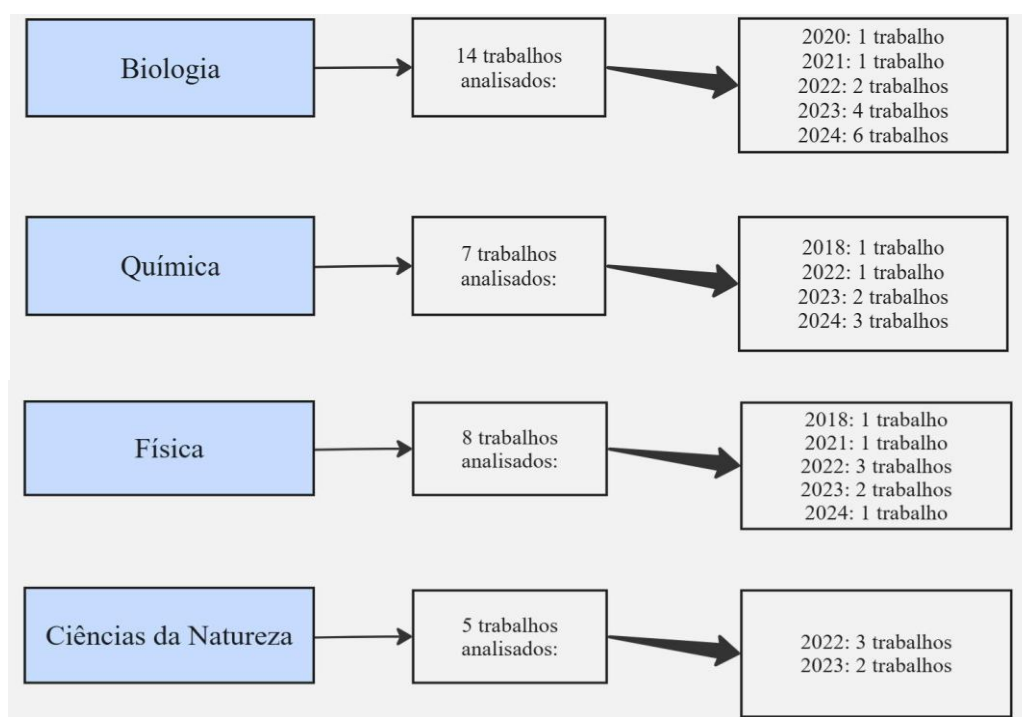 Biologia
14 trabalhos
analisados:
2020: 1 trabalho
2021: 1 trabalho
2022: 2 trabalhos
2023: 4 trabalhos
2024: 6 trabalhos
Química
7 trabalhos
analisados:
2018: 1 trabalho
2022: 1 trabalho
2023: 2 trabalhos
2024: 3 trabalhos
Física
8 trabalhos
analisados:
2018: 1 trabalho
2021: 1 trabalho
2022: 3 trabalhos
2023: 2 trabalhos
2024: 1 trabalho
Ciências da Natureza
5 trabalhos
analisados:
2022: 3 trabalhos
2023: 2 trabalhos